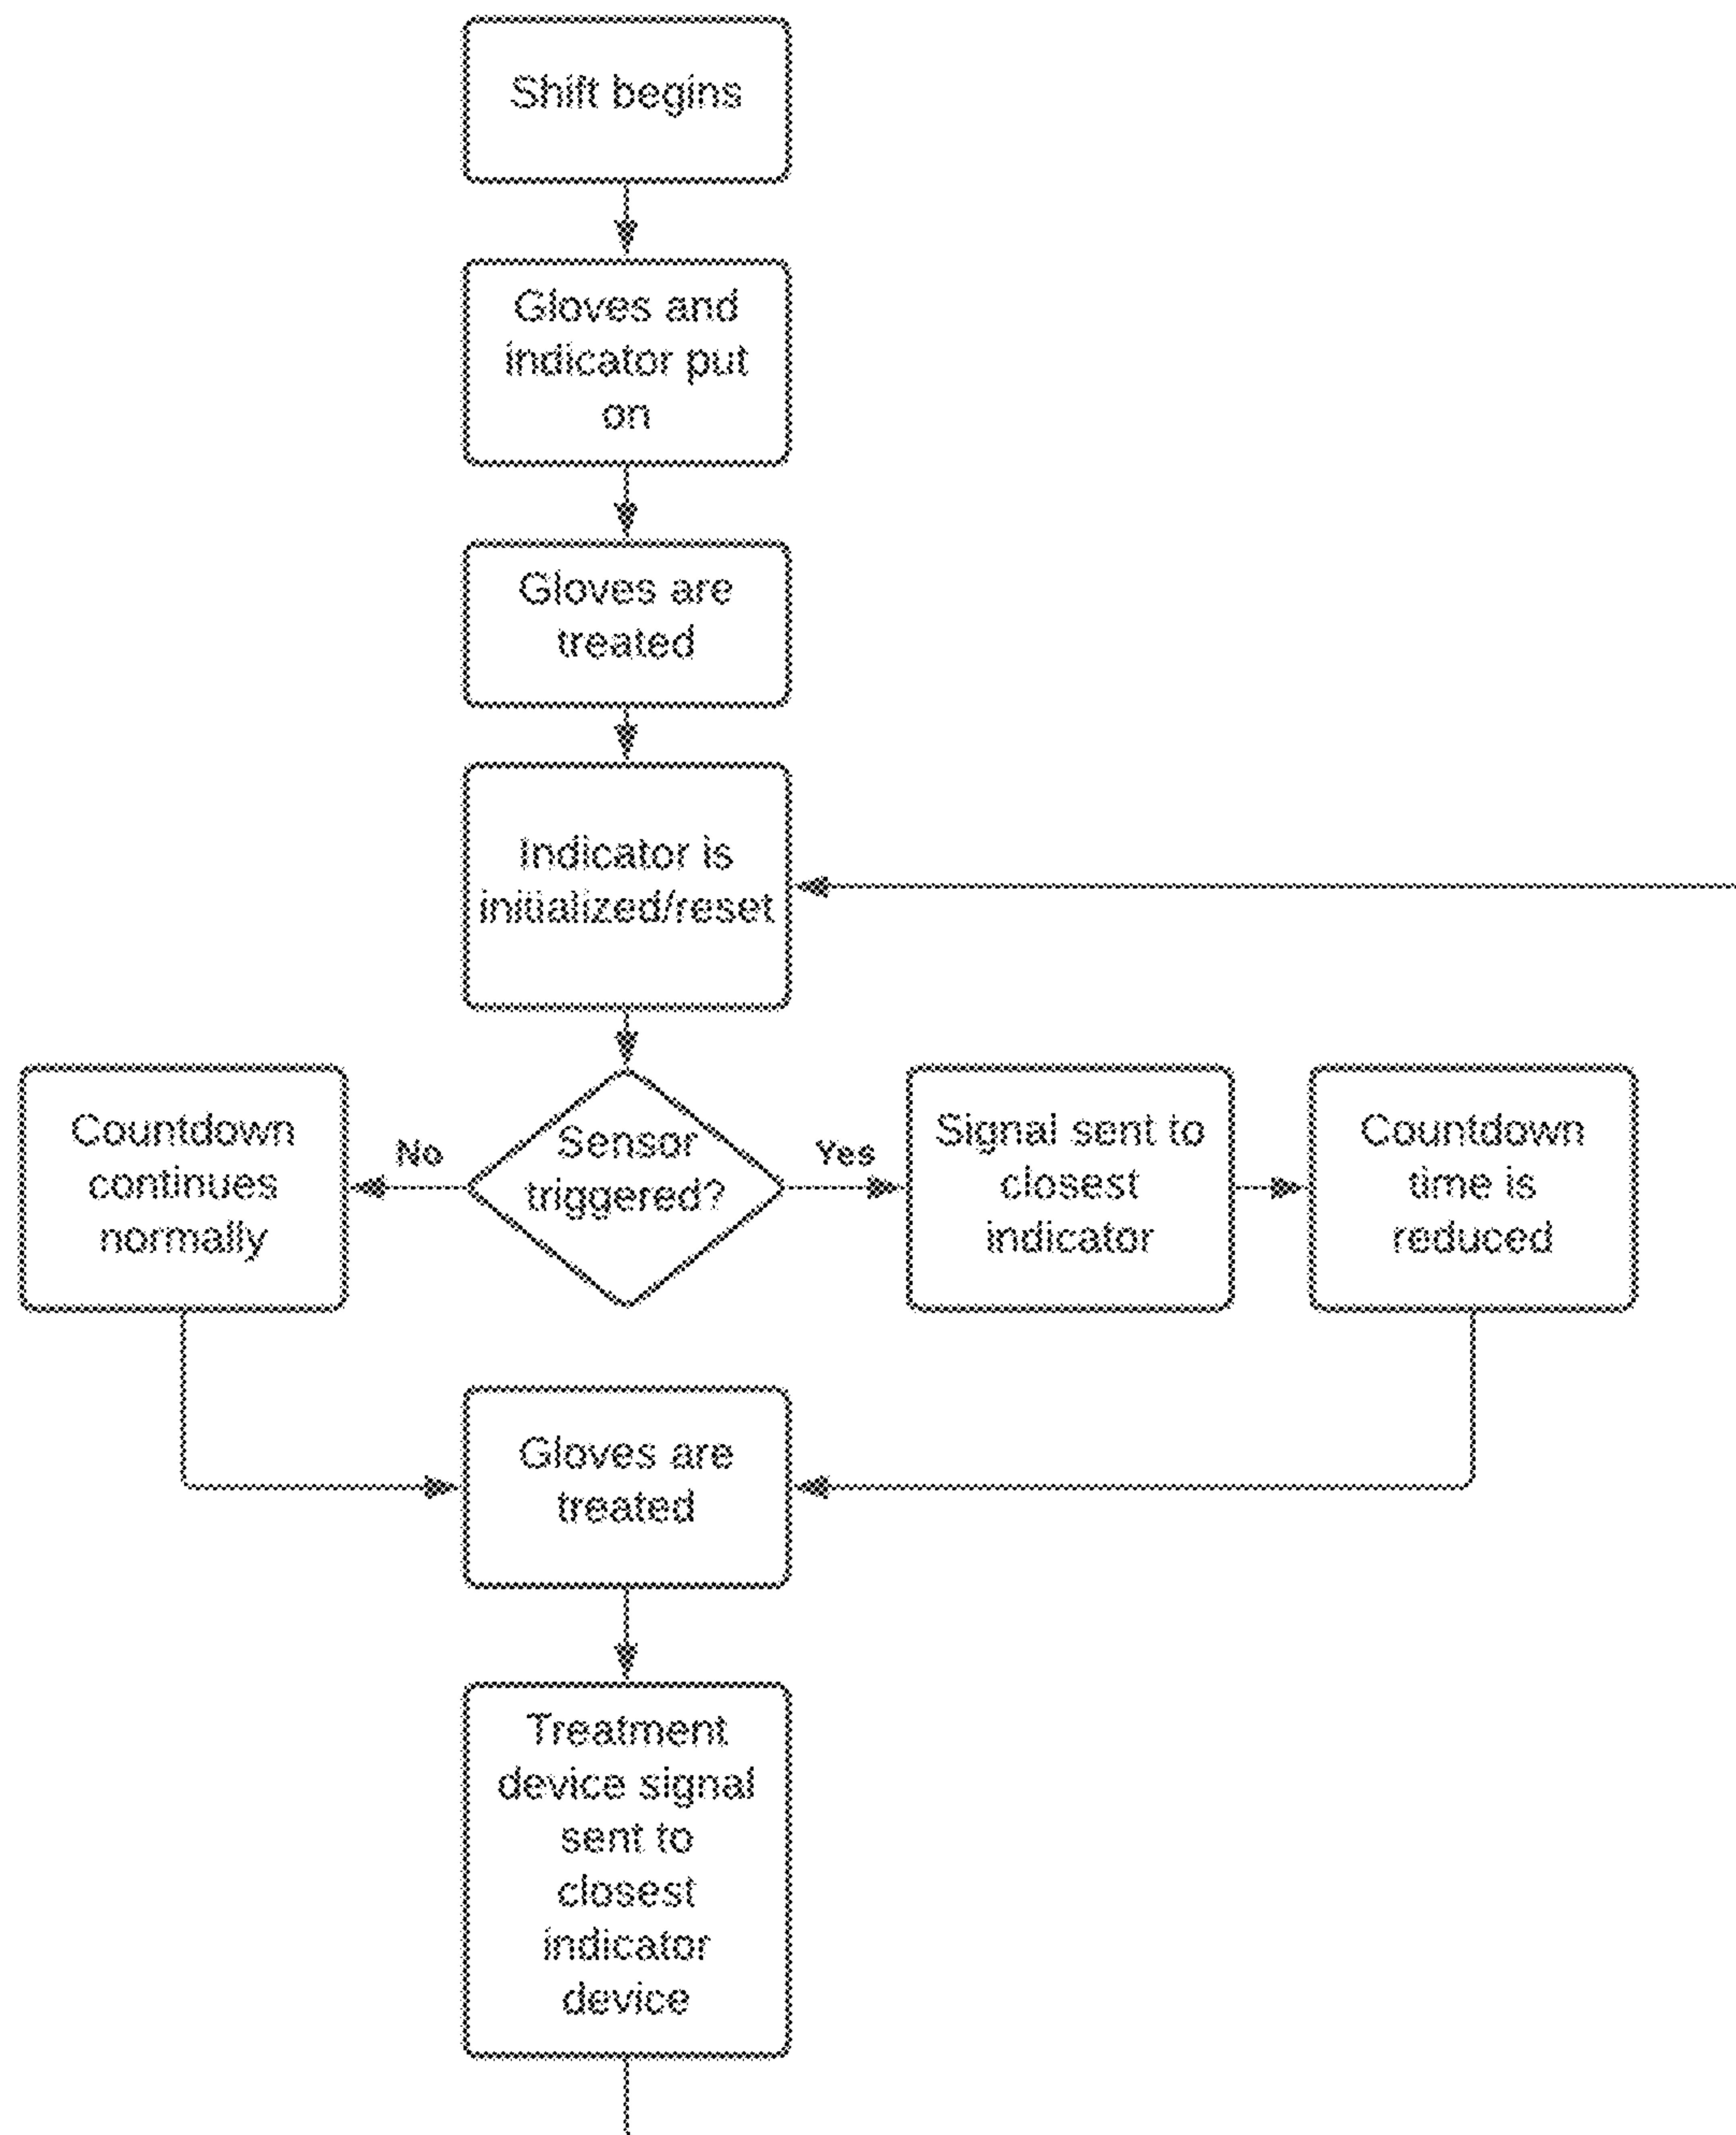 Shift begins
Gloves and
indicator put
on
Gloves are
treated
Indicator is
initialized/reset
Countdown
continues
normally
No
Sensor
triggered?
Yes
Signal sent to
closest
indicator
Countdown
time is
reduced
Gloves are
treated
Treatment
device signal
sent to
closest
indicator
device